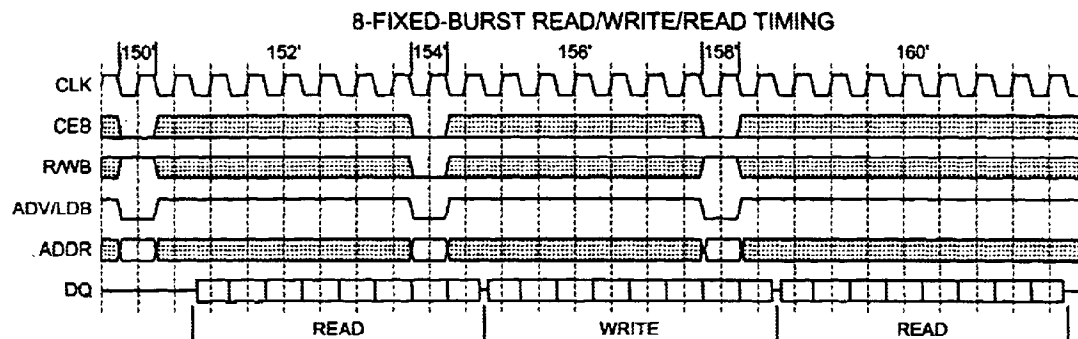 8-FIXED-BURST READ/WRITE/READ TIMING
150' 152' 154' 156' 158' 160'
CLK
CEB
R/WB
ADV/LDB
ADDR
DQ
READ WRITE READ